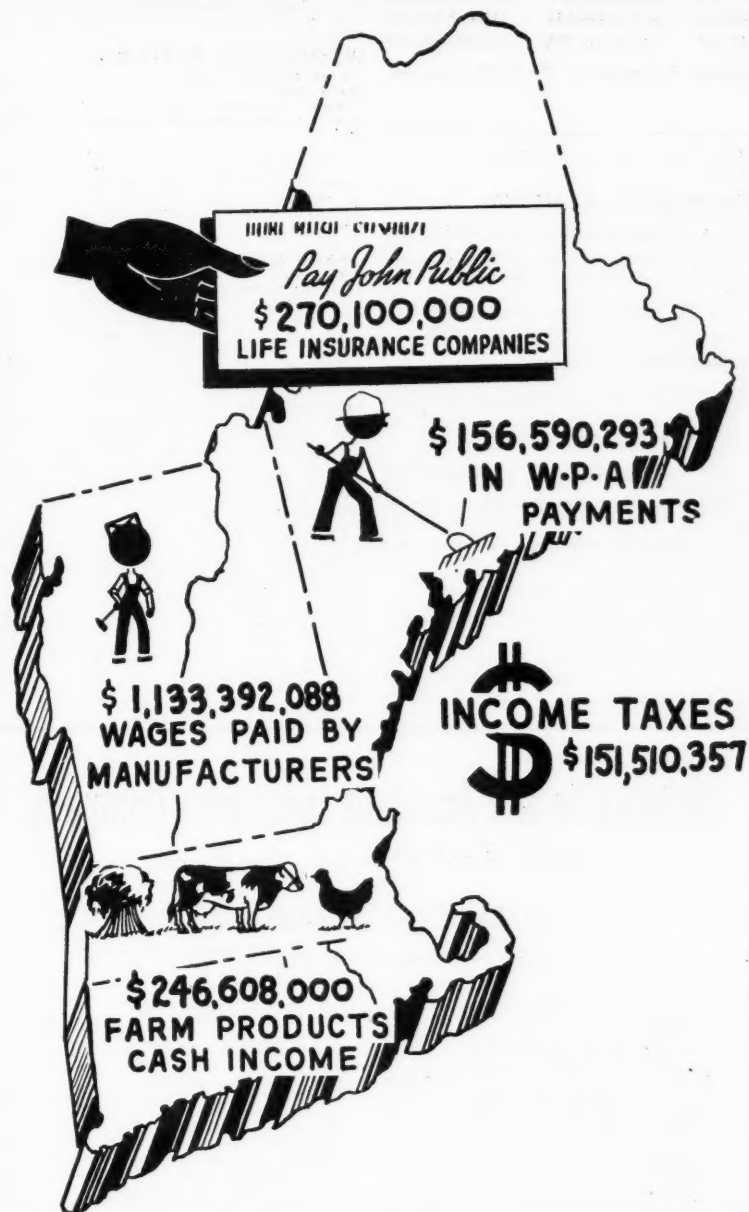 Pay John Public
$270,100,000
LIFE INSURANCE COMPANIES
$156,590,293
IN W·P·A
PAYMENTS
$1,133,392,088
WAGES PAID BY
MANUFACTURERS
INCOME TAXES
$151,510,357
$246,608,000
FARM PRODUCTS
CASH INCOME